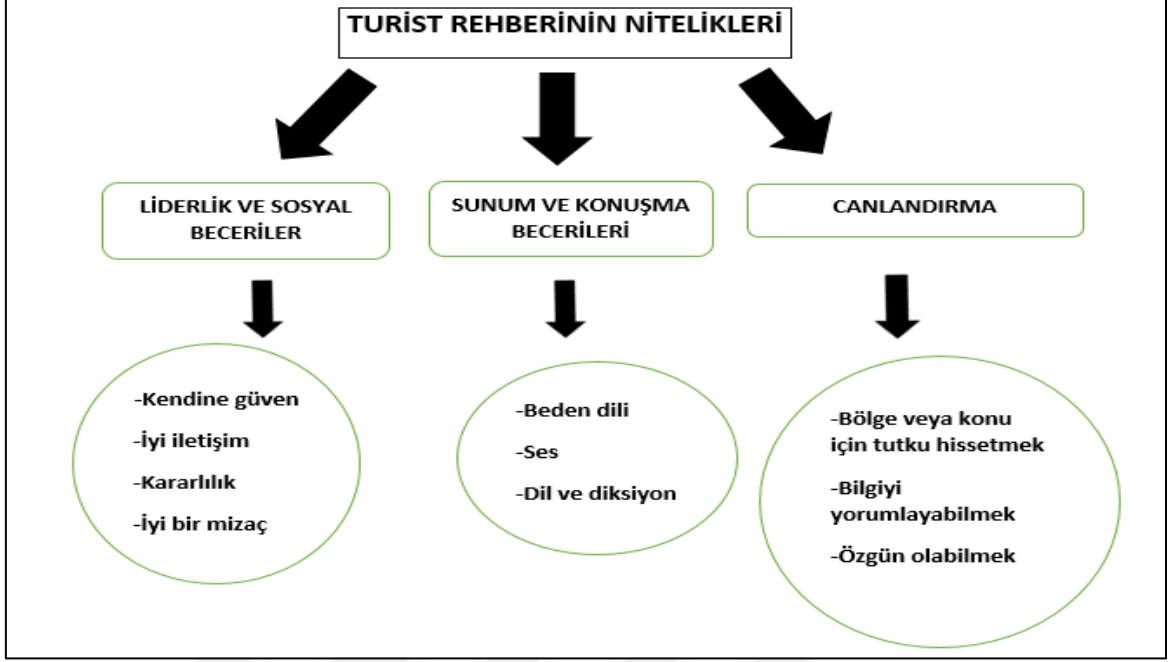 TURİST REHBERİNİN NİTELİKLERİ
LİDERLİK VE SOSYAL
BECERİLER
SUNUM VE KONUŞMA
BECERİLERİ
CANLANDIRMA
-Kendine güven
-İyi iletişim
-Kararlılık
-İyi bir mizaç
-Beden dili
-Ses
-Dil ve diksiyon
-Bölge veya konu
için tutku hissetmek
-Bilgiyi
yorumlayabilmek
-Özgün olabilmek